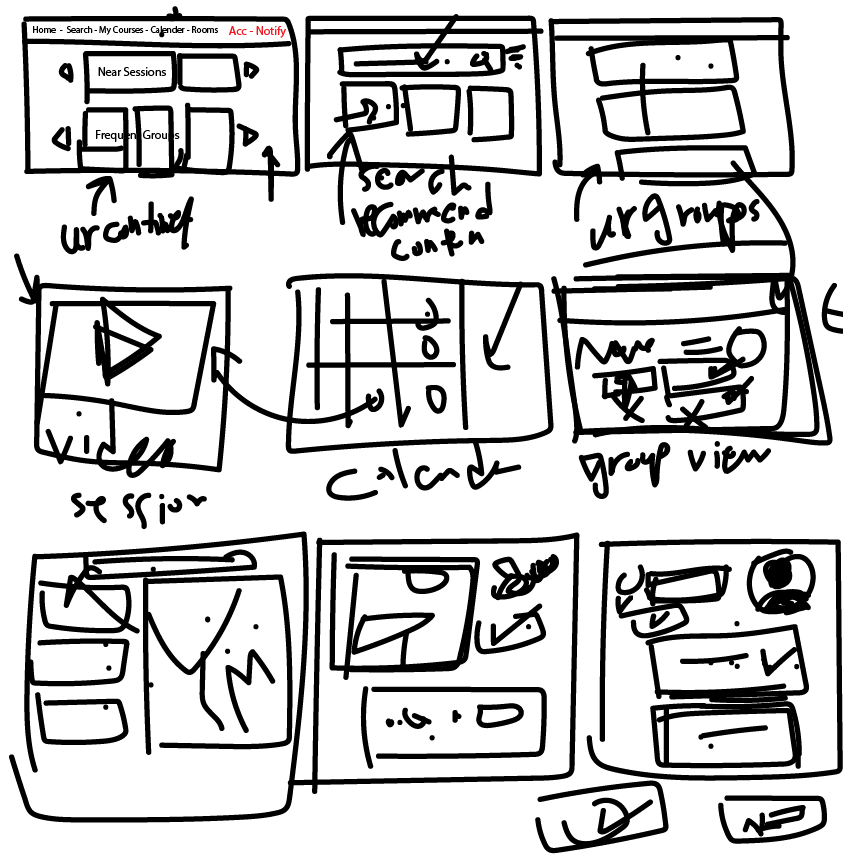 Home - Search - My Courses - Calender - Rooms Acc - Notify
Near Sessions
Frequent Groups
search
recommend
conten
ur content
ur groups
Name
Video
session
Calender
group view